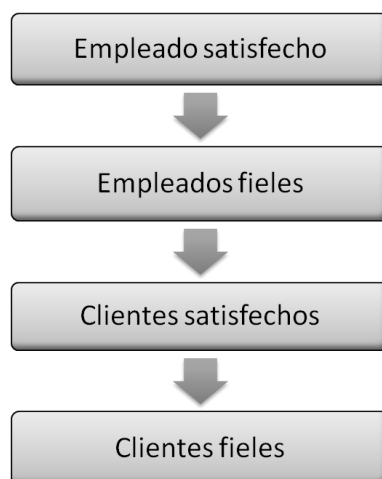 Empleado satisfecho
Empleados fieles
Clientes satisfechos
Clientes fieles